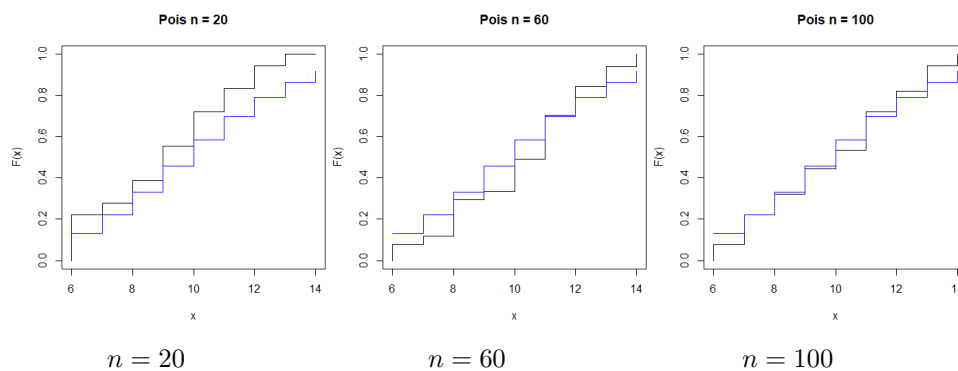 Pois n = 20
F(x)
0.0 0.2 0.4 0.6 0.8 1.0
6 8 10 12 14
x
n = 20
Pois n = 60
F(x)
0.0 0.2 0.4 0.6 0.8 1.0
6 8 10 12 14
x
n = 60
Pois n = 100
F(x)
0.0 0.2 0.4 0.6 0.8 1.0
6 8 10 12 14
x
n = 100